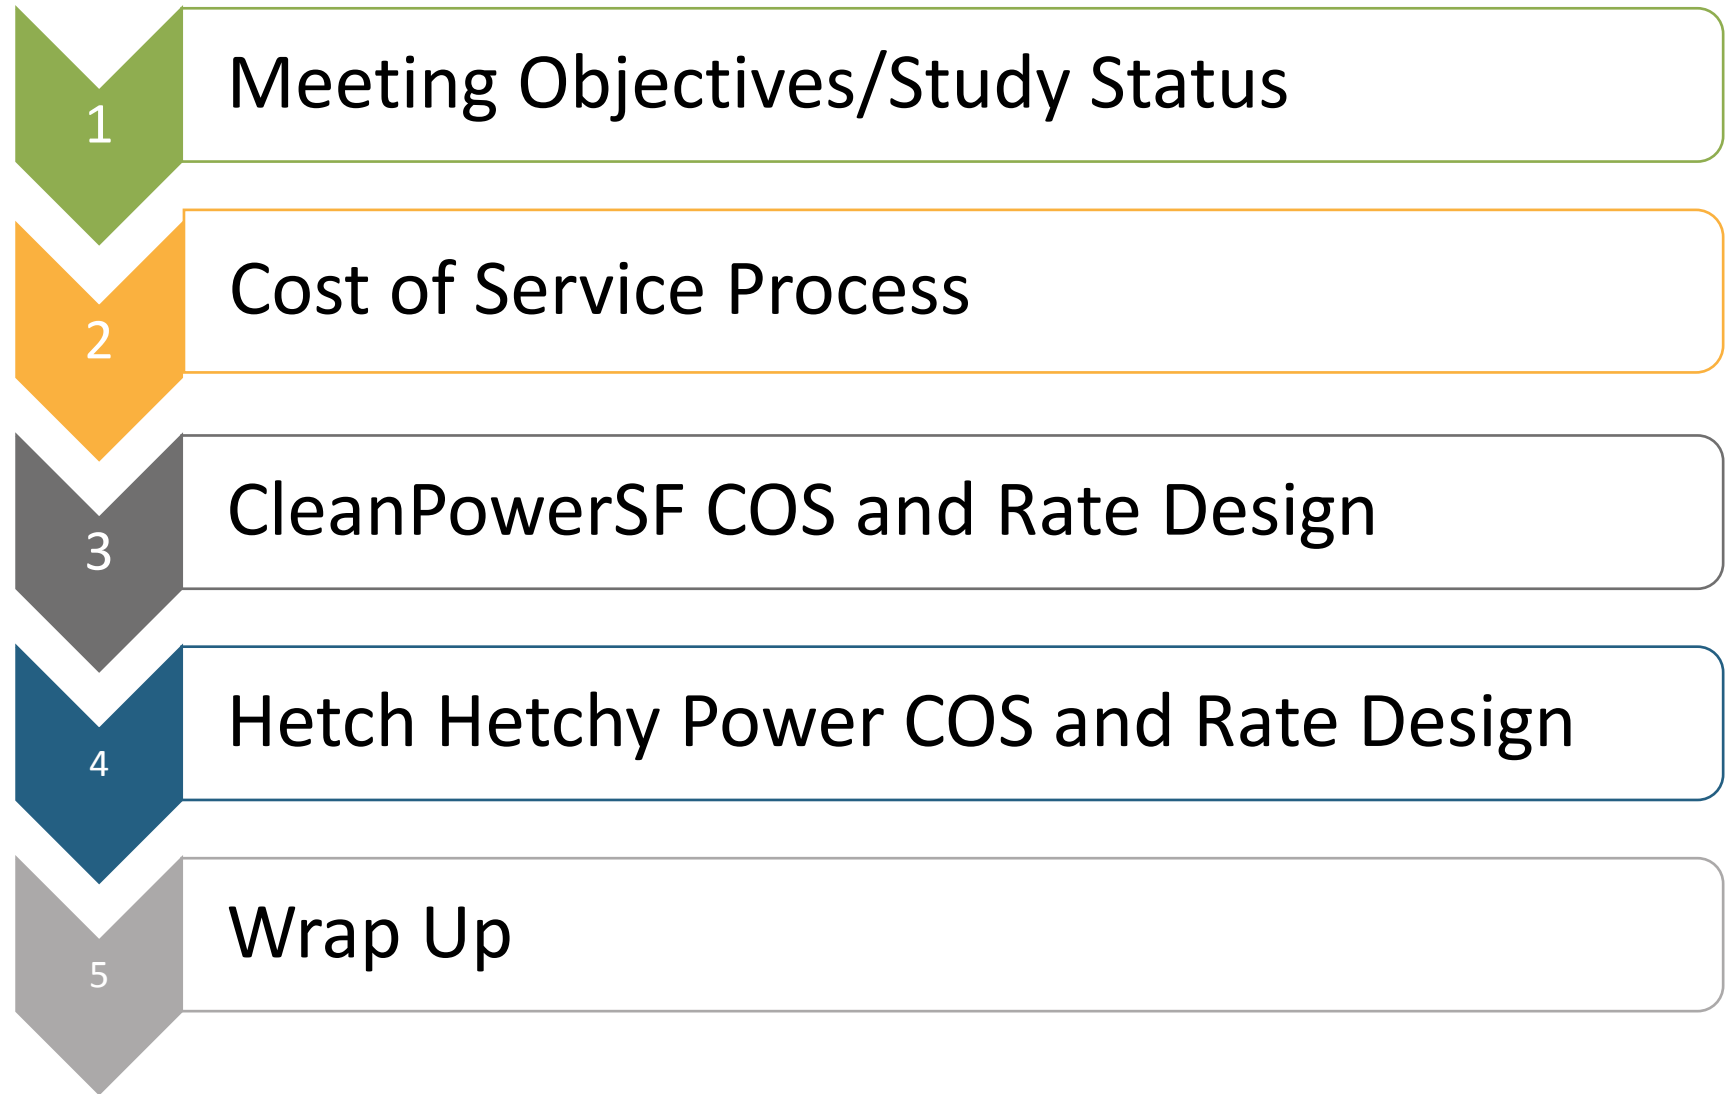 1
Meeting Objectives/Study Status
2
Cost of Service Process
3
CleanPowerSF COS and Rate Design
4
Hetch Hetchy Power COS and Rate Design
5
Wrap Up